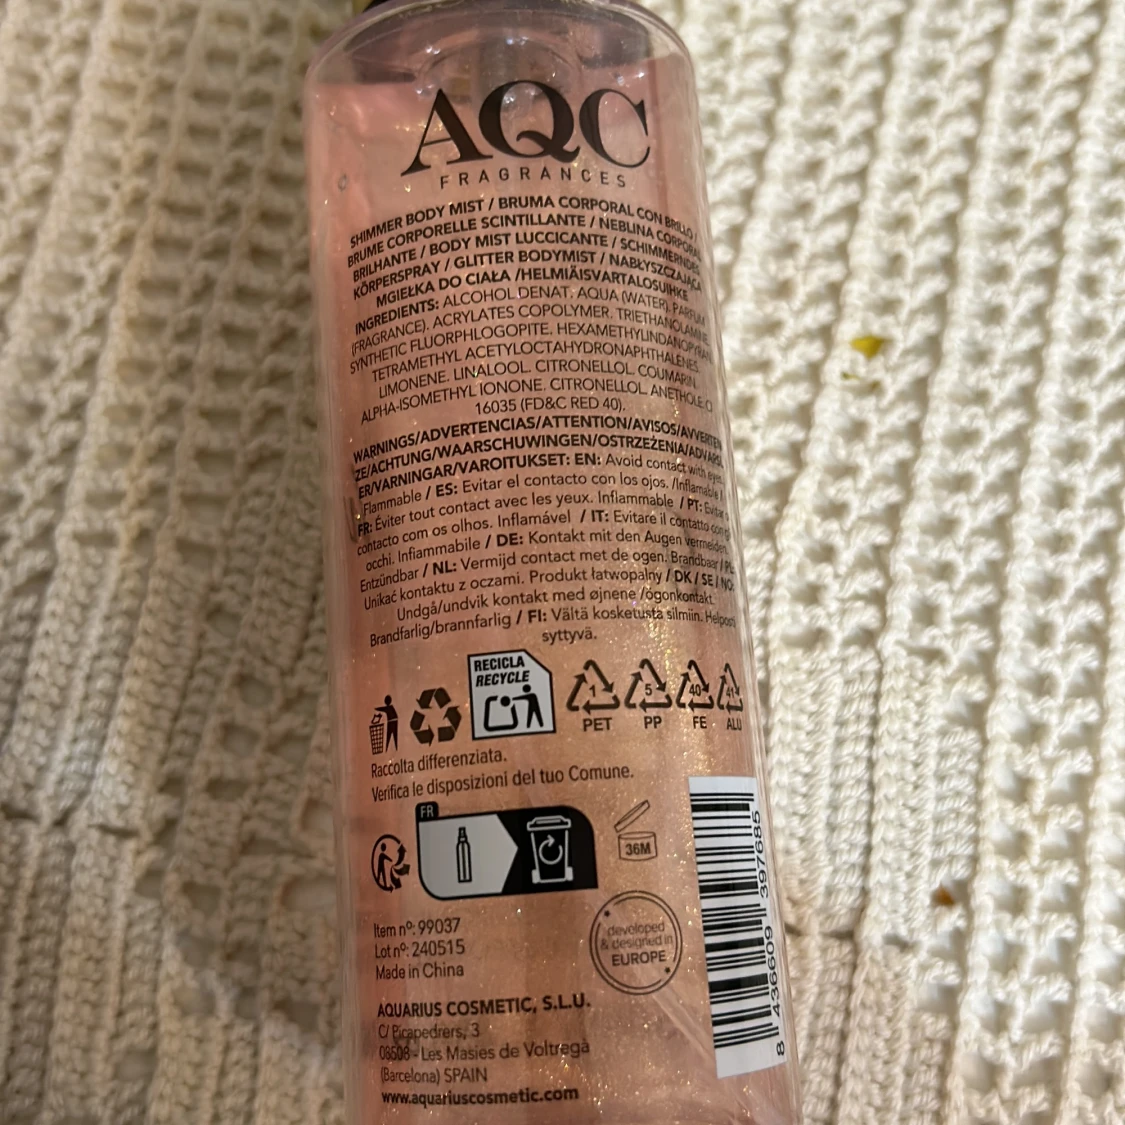 AQC
FRAGRANCES
SHIMMER BODY MIST / BRUMA CORPORAL CON BRILLO /
BRUME CORPORELLE SCINTILLANTE / NEBLINA CORPORAL
BRILHANTE / BODY MIST LUCCICANTE / SCHIMMERNDES
KÖRPERSPRAY / GLITTER BODYMIST / NABŁYSZCZAJĄCA
MGIEŁKA DO CIAŁA /HELMIÄISVARTALOSUIHKE
INGREDIENTS: ALCOHOL DENAT. AQUA (WATER). PARFUM
(FRAGRANCE). ACRYLATES COPOLYMER. TRIETHANOLAMINE.
SYNTHETIC FLUORPHLOGOPITE. HEXAMETHYLINDANOPYRAN.
TETRAMETHYL ACETYLOCTAHYDRONAPHTHALENES.
LIMONENE. LINALOOL. CITRONELLOL. COUMARIN.
ALPHA-ISOMETHYL IONONE. CITRONELLOL. ANETHOLE. CI
16035 (FD&C RED 40).
WARNINGS/ADVERTENCIAS/ATTENTION/AVISOS/AVVERTEN
ZE/ACHTUNG/WAARSCHUWINGEN/OSTRZEŻENIA/ADVARSL
ER/VARNINGAR/VAROITUKSET: EN: Avoid contact with eyes.
Flammable / ES: Evitar el contacto con los ojos. /Inflamable /
FR: Éviter tout contact avec les yeux. Inflammable / PT: Evitar o
contacto com os olhos. Inflamável / IT: Evitare il contatto con gli
occhi. Infiammabile / DE: Kontakt mit den Augen vermeiden.
Entzündbar / NL: Vermijd contact met de ogen. Brandbaar / PL:
Unikać kontaktu z oczami. Produkt łatwopalny / DK / SE / NO:
Undgå/undvik kontakt med øjnene /ögonkontakt.
Brandfarlig/brannfarlig / FI: Vältä kosketusta silmiin. Helposti
syttyvä.
RECICLA
RECYCLE
1 5 40 41
PET PP FE ALU
Raccolta differenziata.
Verifica le disposizioni del tuo Comune.
FR
36M
developed
& designed in
EUROPE
Item nº: 99037
Lot nº: 240515
Made in China
AQUARIUS COSMETIC, S.L.U.
C/ Picapedrers, 3
08508 - Les Masies de Voltregà
(Barcelona) SPAIN
www.aquariuscosmetic.com
8 436609 397685